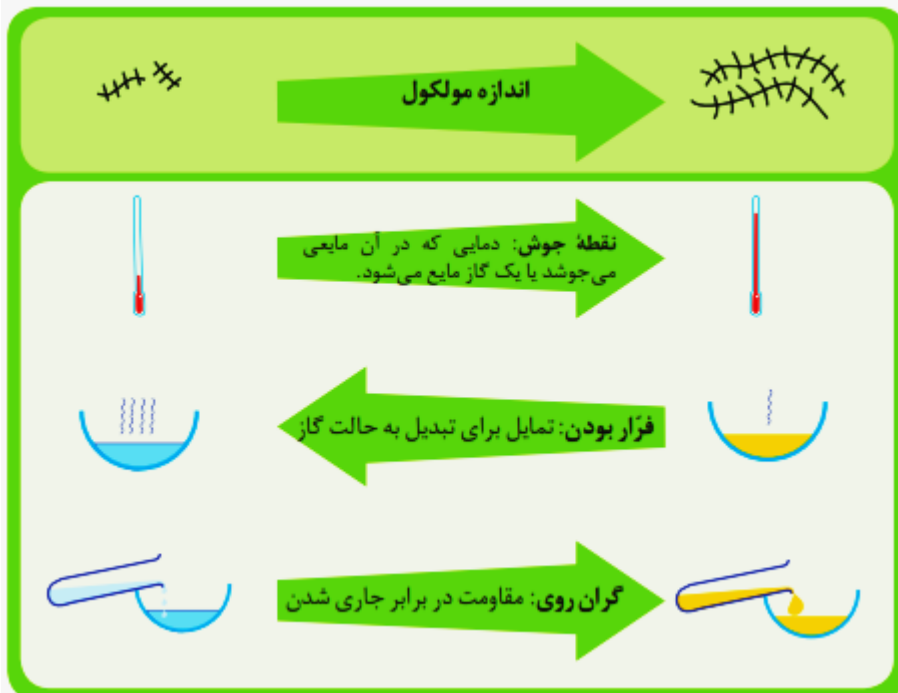 اندازه مولکول
نقطهٔ جوش: دمایی که در آن مایعی
می‌جوشد یا یک گاز مایع می‌شود.
فرّار بودن: تمایل برای تبدیل به حالت گاز
گران روی: مقاومت در برابر جاری شدن